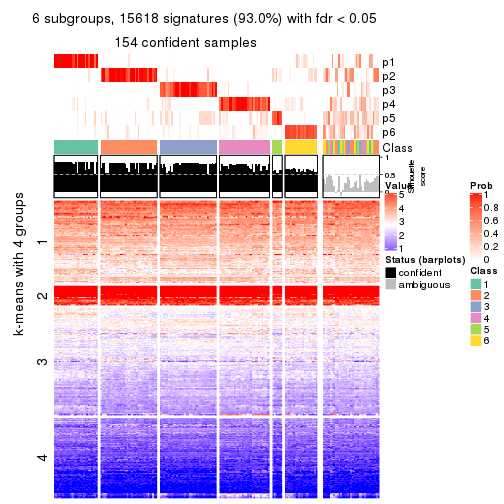 6 subgroups, 15618 signatures (93.0%) with fdr < 0.05
154 confident samples
p1
p2
p3
p4
p5
p6
Class
1
0.5
0
Silhouette
score
k-means with 4 groups
1
2
3
4
Value
5
4
3
2
1
Status (barplots)
confident
ambiguous
Prob
1
0.8
0.6
0.4
0.2
0
Class
1
2
3
4
5
6